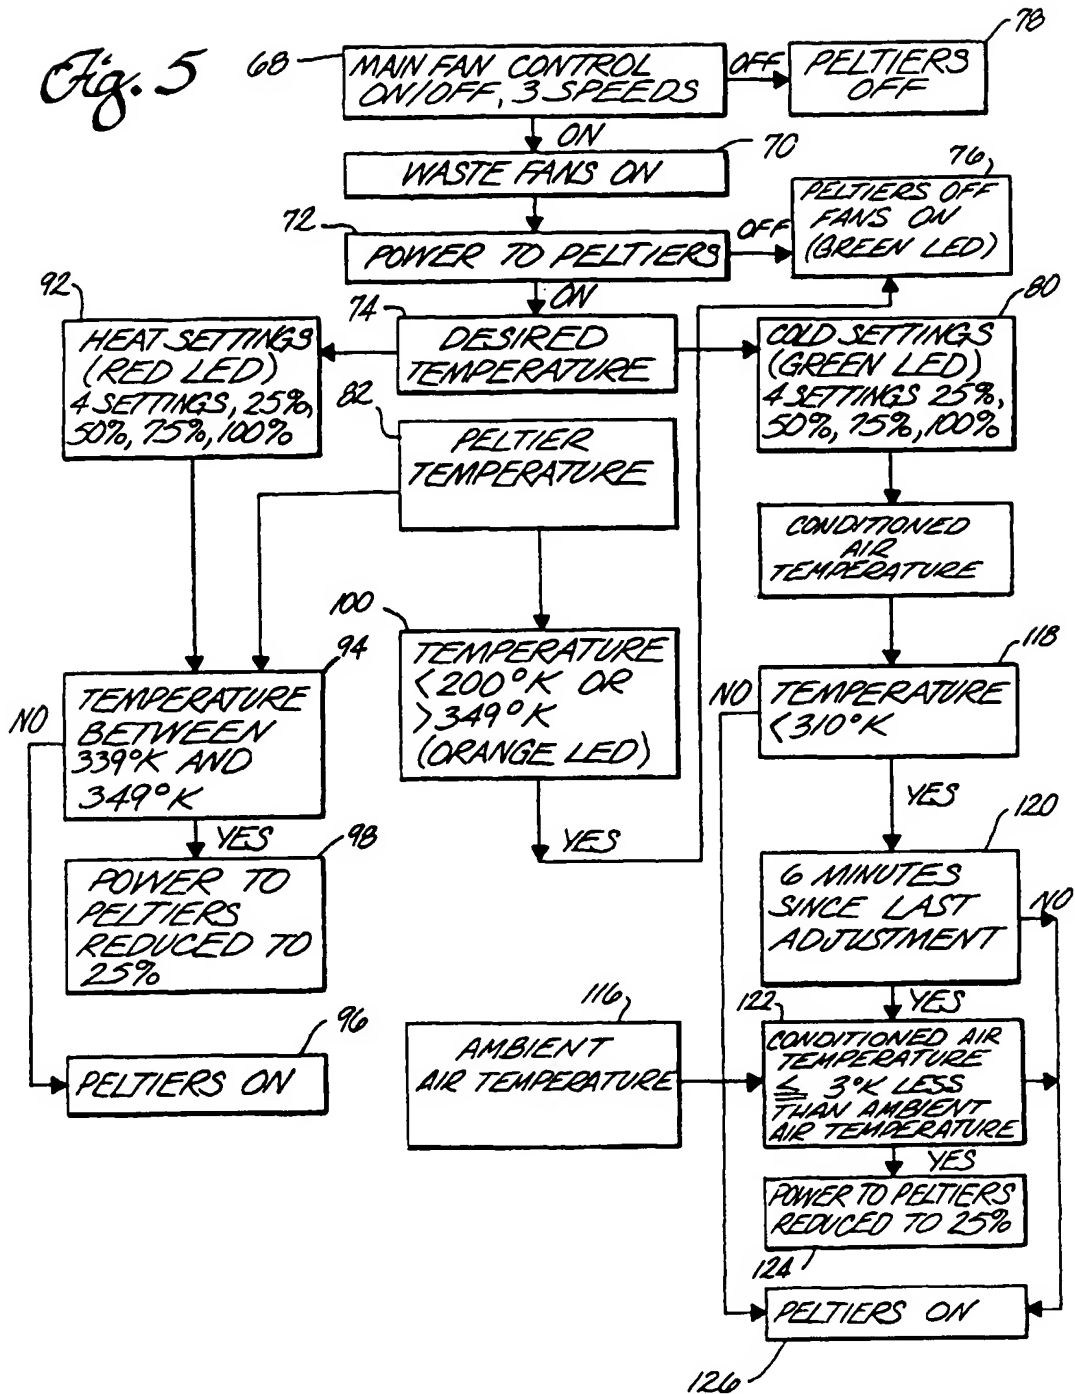 Fig. 5
68
MAIN FAN CONTROL
ON/OFF, 3 SPEEDS
OFF
78
PELTIERS
OFF
ON
70
WASTE FANS ON
72
POWER TO PELTIERS
OFF
76
PELTIERS OFF
FANS ON
(GREEN LED)
ON
92
HEAT SETTINGS
(RED LED)
4 SETTINGS, 25%,
50%, 75%, 100%
74
DESIRED
TEMPERATURE
80
COLD SETTINGS
(GREEN LED)
4 SETTINGS 25%,
50%, 75%, 100%
82
PELTIER
TEMPERATURE
CONDITIONED
AIR
TEMPERATURE
94
TEMPERATURE
BETWEEN
339°K AND
349°K
NO
YES
100
TEMPERATURE
<200°K OR
>349°K
(ORANGE LED)
YES
118
TEMPERATURE
<310°K
NO
YES
98
POWER TO
PELTIERS
REDUCED TO
25%
120
6 MINUTES
SINCE LAST
ADJUSTMENT
NO
YES
96
PELTIERS ON
116
AMBIENT
AIR TEMPERATURE
122
CONDITIONED AIR
TEMPERATURE
≤ 3°K LESS
THAN AMBIENT
AIR TEMPERATURE
YES
POWER TO PELTIERS
REDUCED TO 25%
124
PELTIERS ON
126